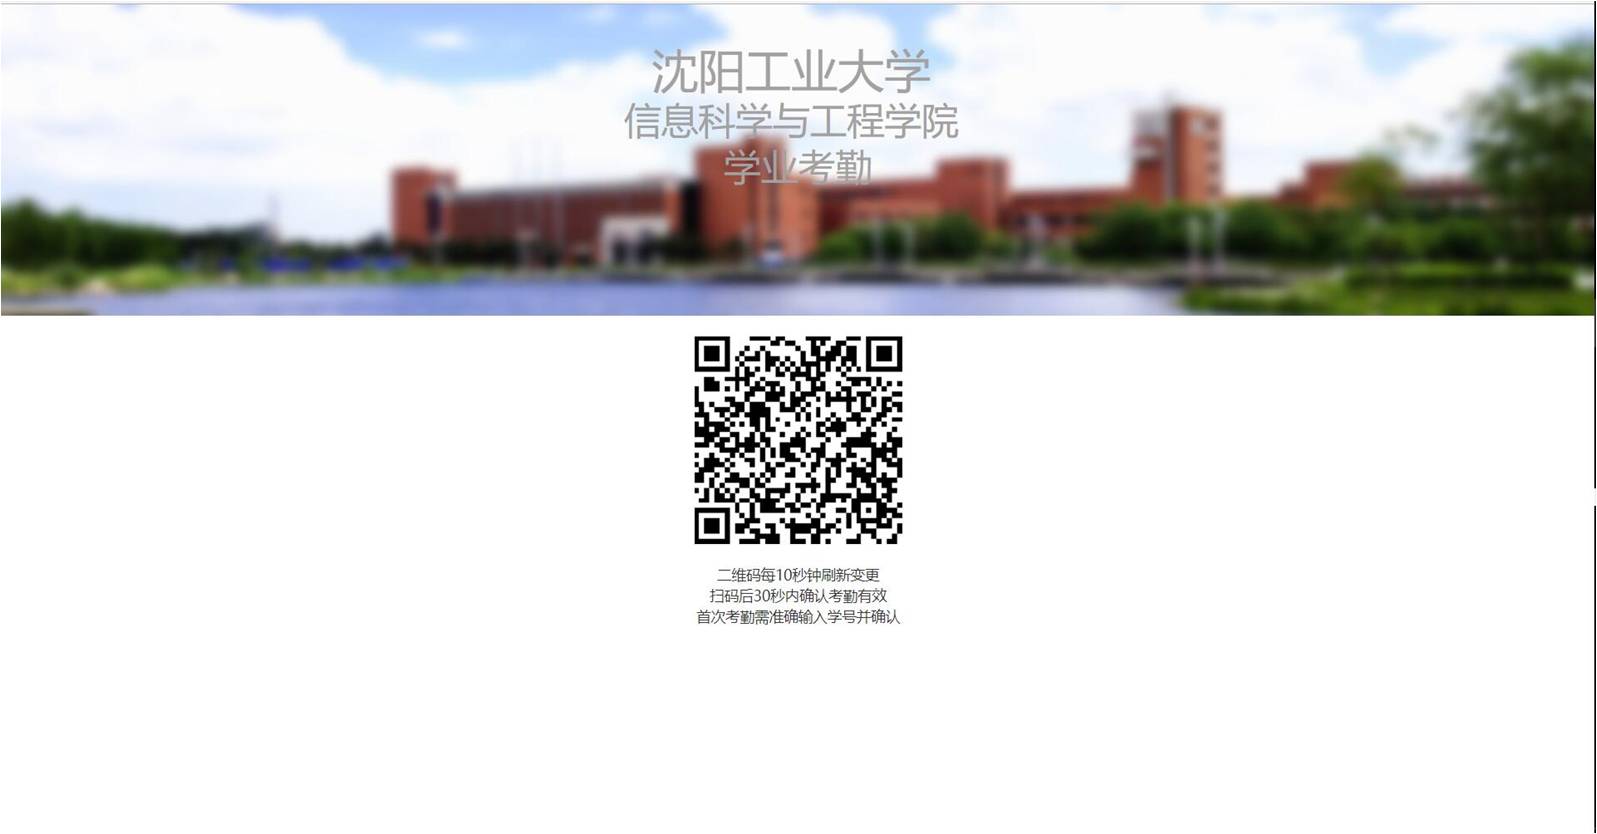 沈阳工业大学
信息科学与工程学院
学业考勤
二维码每10秒钟刷新变更
扫码后30秒内确认考勤有效
首次考勤需准确输入学号并确认